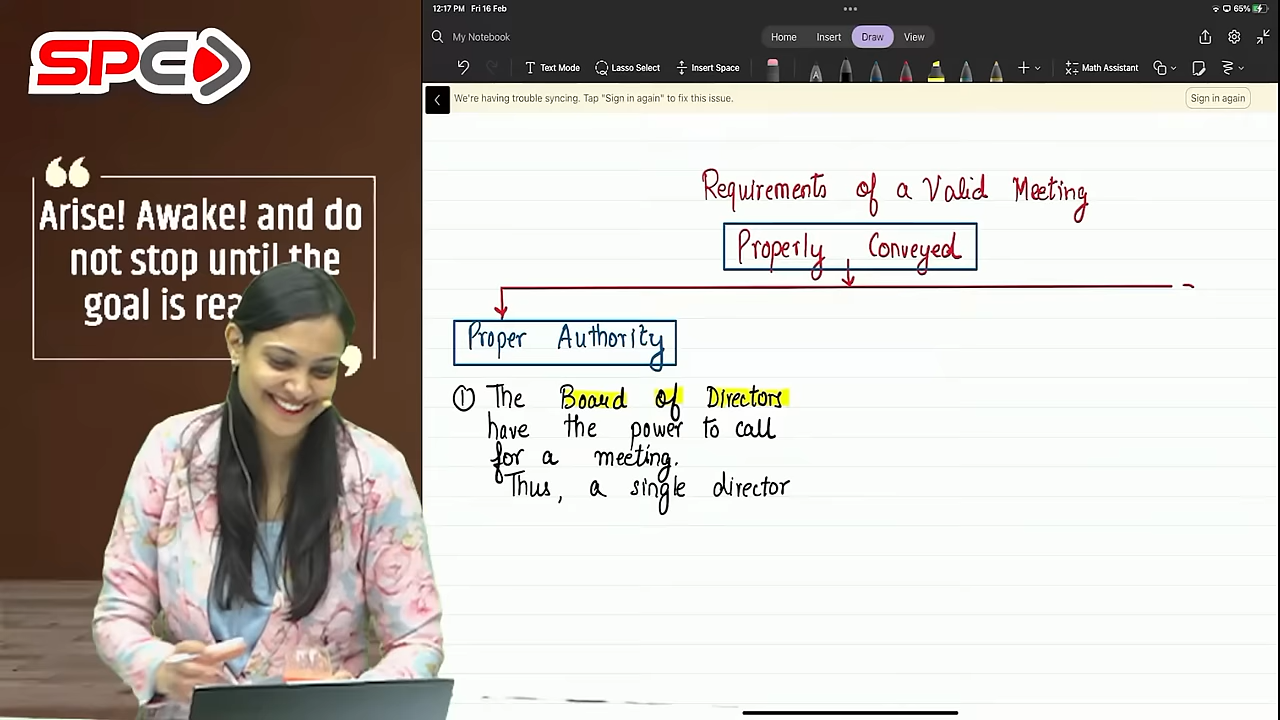 SPC
Arise! Awake! and do
not stop until the
goal is rea
12:17 PM Fri 16 Feb
65%
My Notebook
Home Insert Draw View
Text Mode Lasso Select Insert Space Math Assistant
We're having trouble syncing. Tap "Sign in again" to fix this issue.
Sign in again
Requirements of a Valid Meeting
Properly Conveyed
Proper Authority
① The Board of Directors
have the power to call
for a meeting.
Thus, a single director